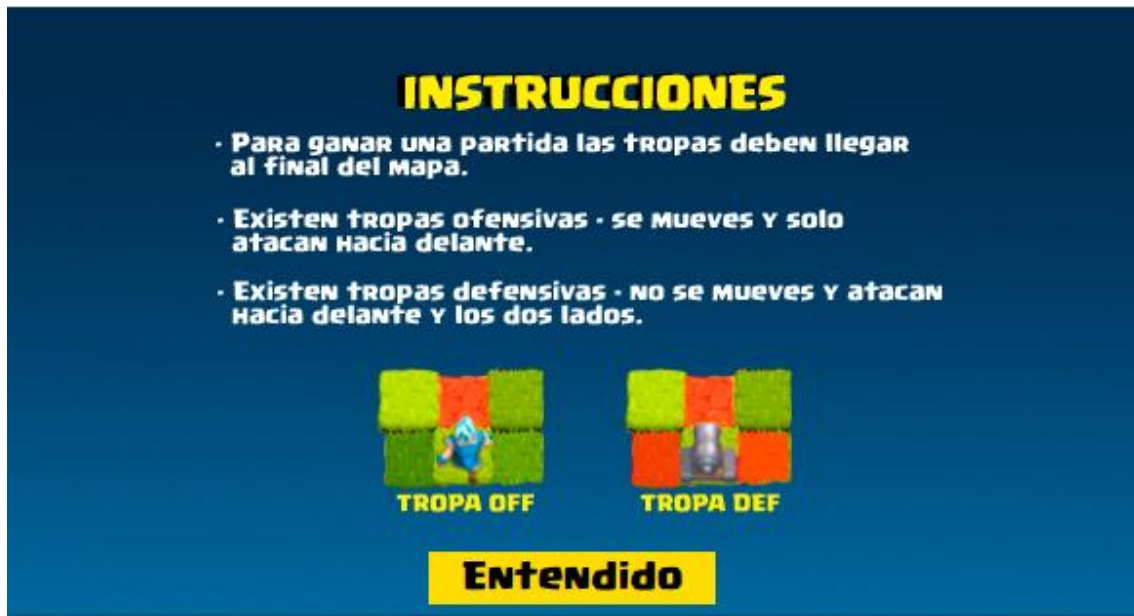 INSTRUCCIONES
· Para ganar una partida las tropas deben llegar
al final del mapa.
· Existen tropas ofensivas - se mueves y solo
atacan hacia delante.
· Existen tropas defensivas - no se mueves y atacan
hacia delante y los dos lados.
TROPA OFF
TROPA DEF
Entendido